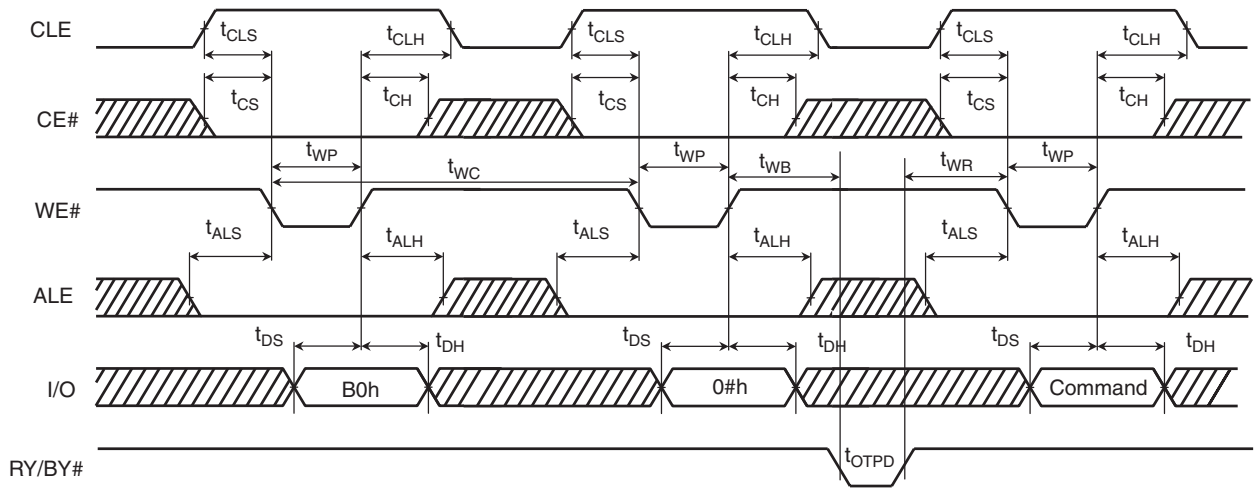 CLE tCLS tCLH tCLS tCLH tCLS tCLH
CE# tCS tCH tCS tCH tCS tCH
tWP tWC tWP tWB tWR tWP
WE#
tALS tALH tALS tALH tALS tALH
ALE
tDS tDH tDS tDH tDS tDH
I/O B0h 0#h Command
RY/BY# tOTPD